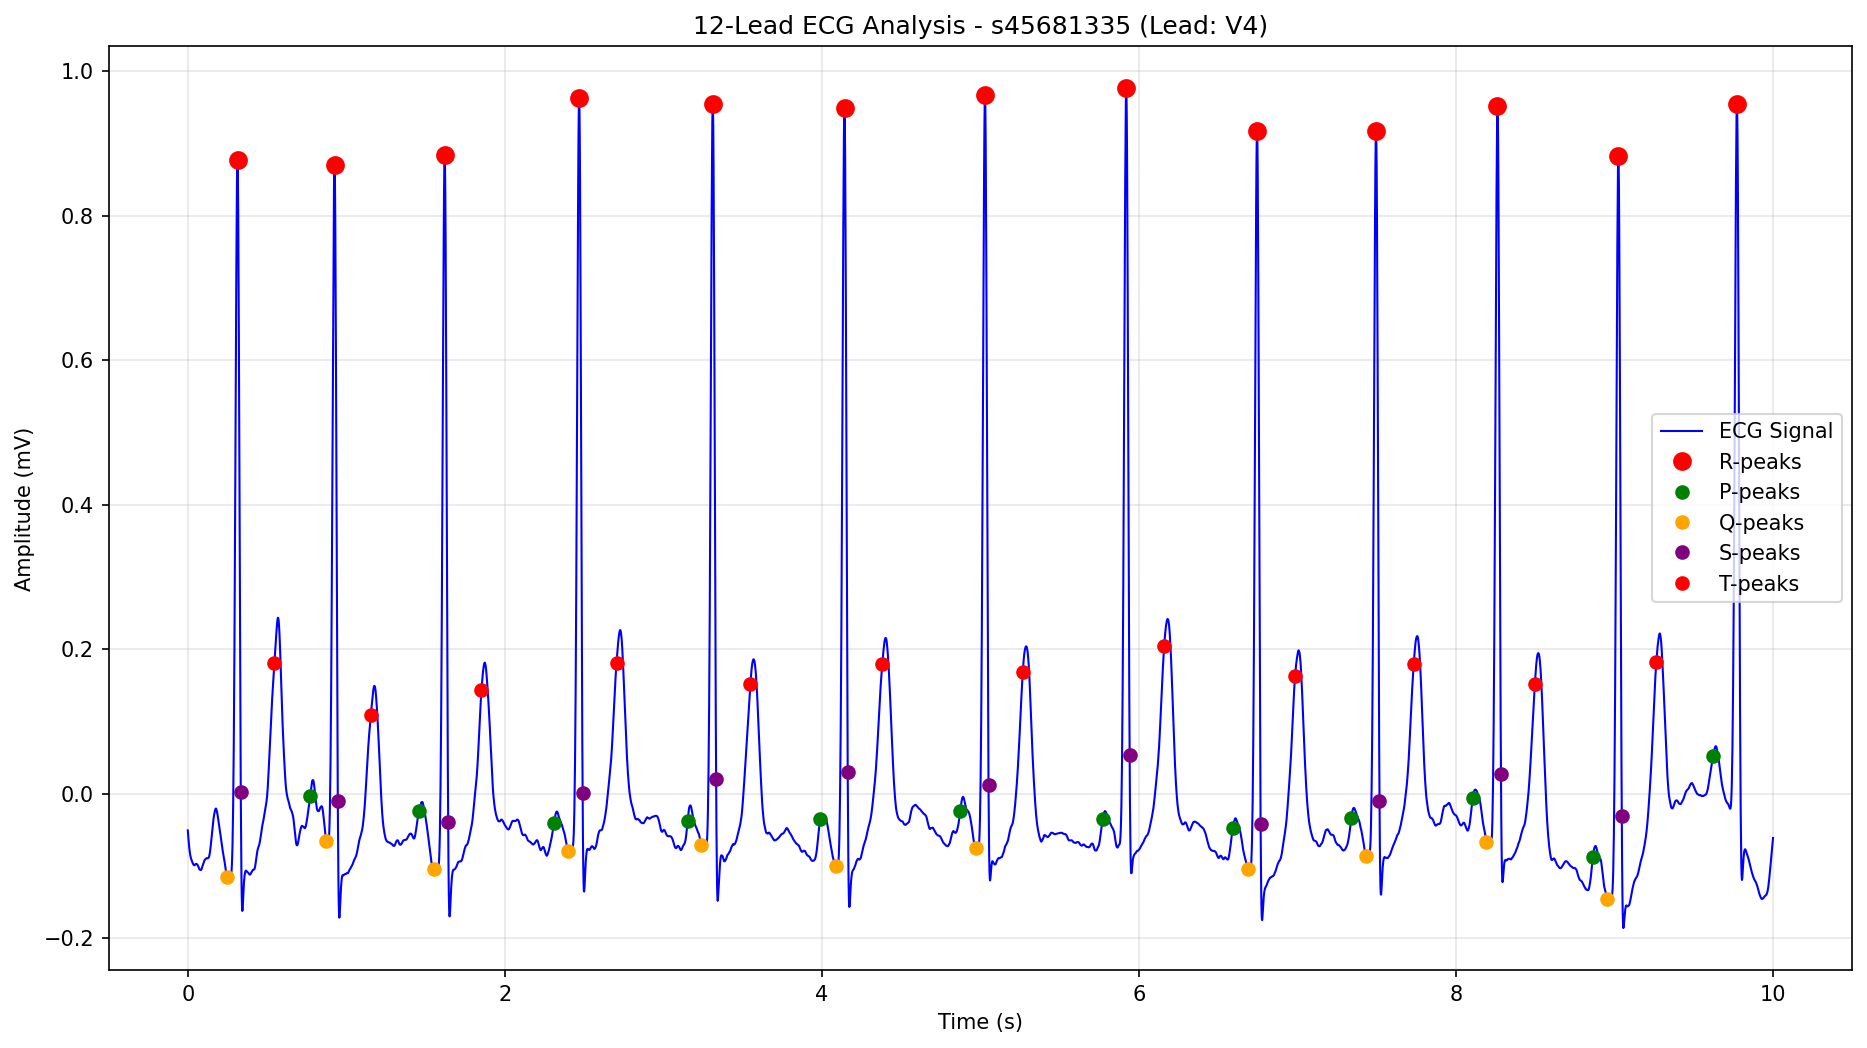 12-Lead ECG Analysis - s45681335 (Lead: V4)
1.0
0.8
0.6
0.4
0.2
0.0
−0.2
Amplitude (mV)
ECG Signal
R-peaks
P-peaks
Q-peaks
S-peaks
T-peaks
0 2 4 6 8 10
Time (s)